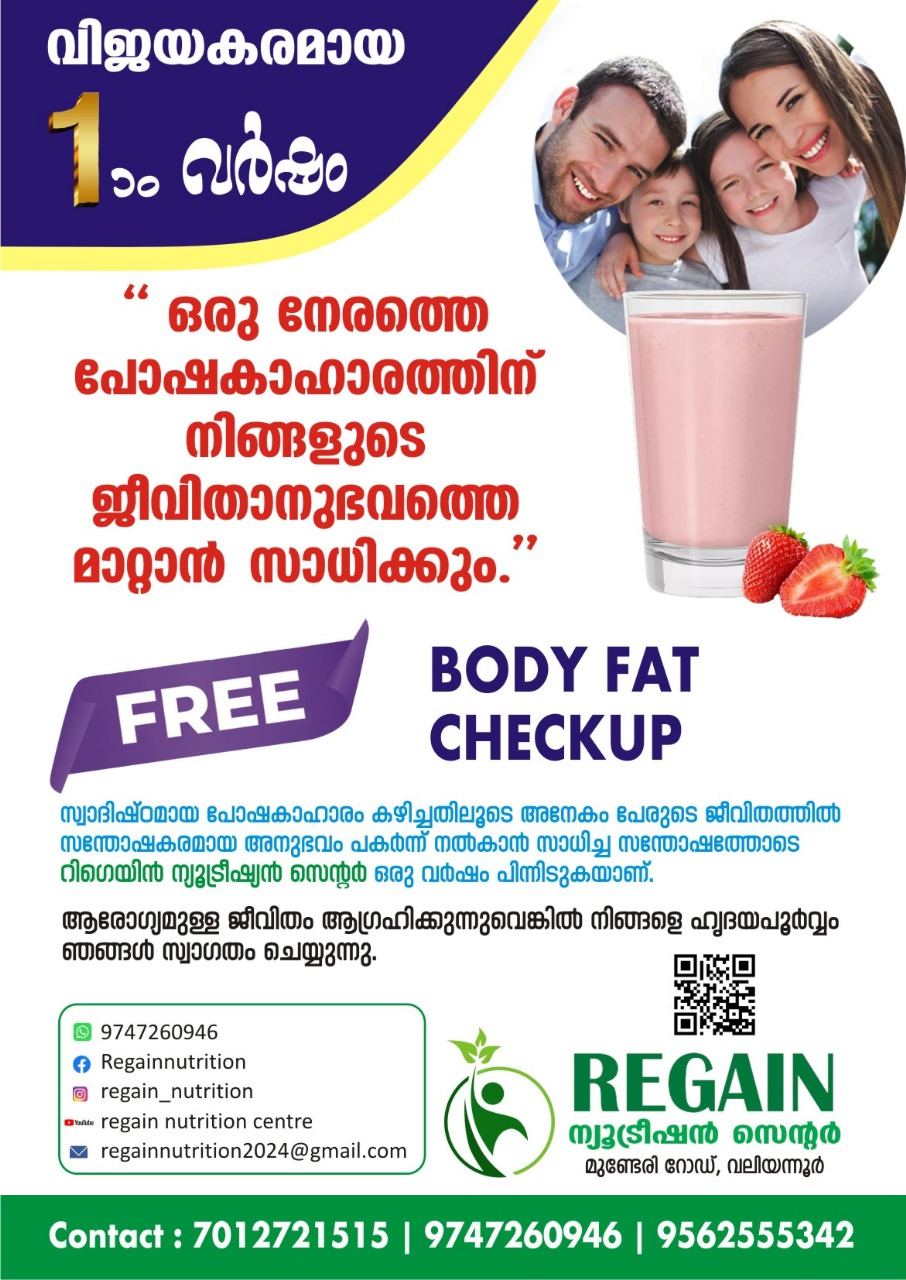 വിജയകരമായ
1ാം വർഷം
“ ഒരു നേരത്തെ
പോഷകാഹാരത്തിന്
നിങ്ങളുടെ
ജീവിതാനുഭവത്തെ
മാറ്റാൻ സാധിക്കും.”
FREE
BODY FAT
CHECKUP
സ്വാദിഷ്ഠമായ പോഷകാഹാരം കഴിച്ചതിലൂടെ അനേകം പേരുടെ ജീവിതത്തിൽ
സന്തോഷകരമായ അനുഭവം പകർന്ന് നൽകാൻ സാധിച്ച സന്തോഷത്തോടെ
റിഗെയിൻ ന്യൂട്രീഷ്യൻ സെന്റർ ഒരു വർഷം പിന്നിടുകയാണ്.
ആരോഗ്യമുള്ള ജീവിതം ആഗ്രഹിക്കുന്നുവെങ്കിൽ നിങ്ങളെ ഹൃദയപൂർവ്വം
ഞങ്ങൾ സ്വാഗതം ചെയ്യുന്നു.
9747260946
Regainnutrition
regain_nutrition
YouTube regain nutrition centre
regainnutrition2024@gmail.com
REGAIN
ന്യൂട്രീഷൻ സെന്റർ
മുണ്ടേരി റോഡ്, വലിയന്നൂർ
Contact : 7012721515 | 9747260946 | 9562555342